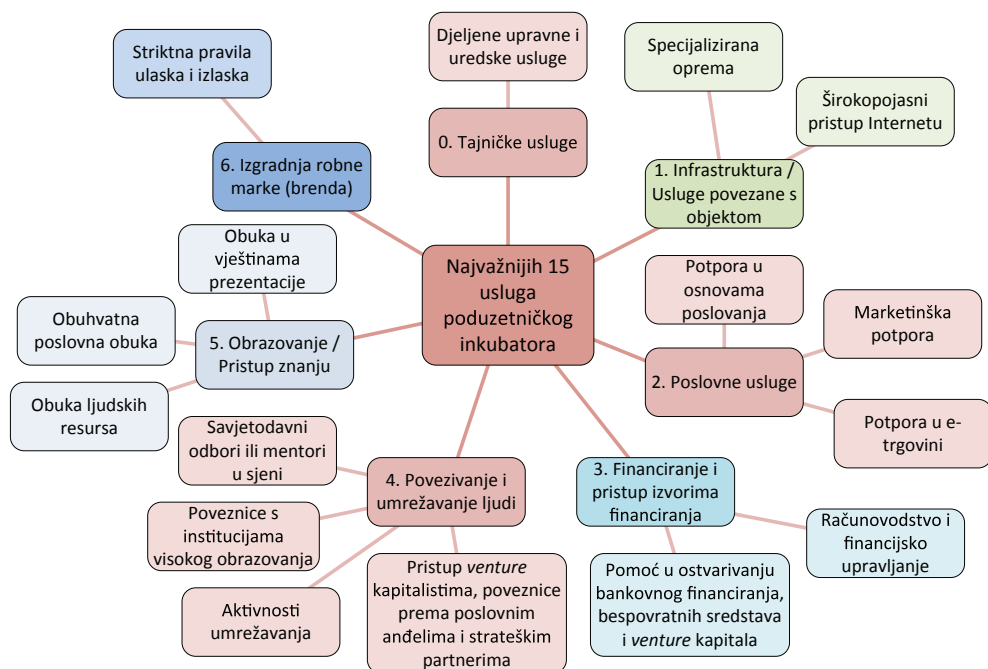 Striktna pravila
ulaska i izlaska
Djeljene upravne i
uredske usluge
Specijalizirana
oprema
Širokopojasni
pristup Internetu
6. Izgradnja robne
marke (brenda)
0. Tajničke usluge
1. Infrastruktura /
Usluge povezane s
objektom
Obuka u
vještinama
prezentacije
Najvažnijih 15
usluga
poduzetničkog
inkubatora
Potpora u
osnovama
poslovanja
Marketinška
potpora
Obuhvatna
poslovna obuka
5. Obrazovanje /
Pristup znanju
2. Poslovne usluge
Obuka ljudskih
resursa
Potpora u e-
trgovini
Savjetodavni
odbori ili mentori
u sjeni
4. Povezivanje i
umrežavanje ljudi
3. Financiranje i
pristup izvorima
financiranja
Poveznice s
institucijama
visokog obrazovanja
Računovodstvo i
financijsko
upravljanje
Aktivnosti
umrežavanja
Pristup venture
kapitalistima, poveznice
prema poslovnim
anđelima i strateškim
partnerima
Pomoć u ostvarivanju
bankovnog financiranja,
bespovratnih sredstava
i venture kapitala